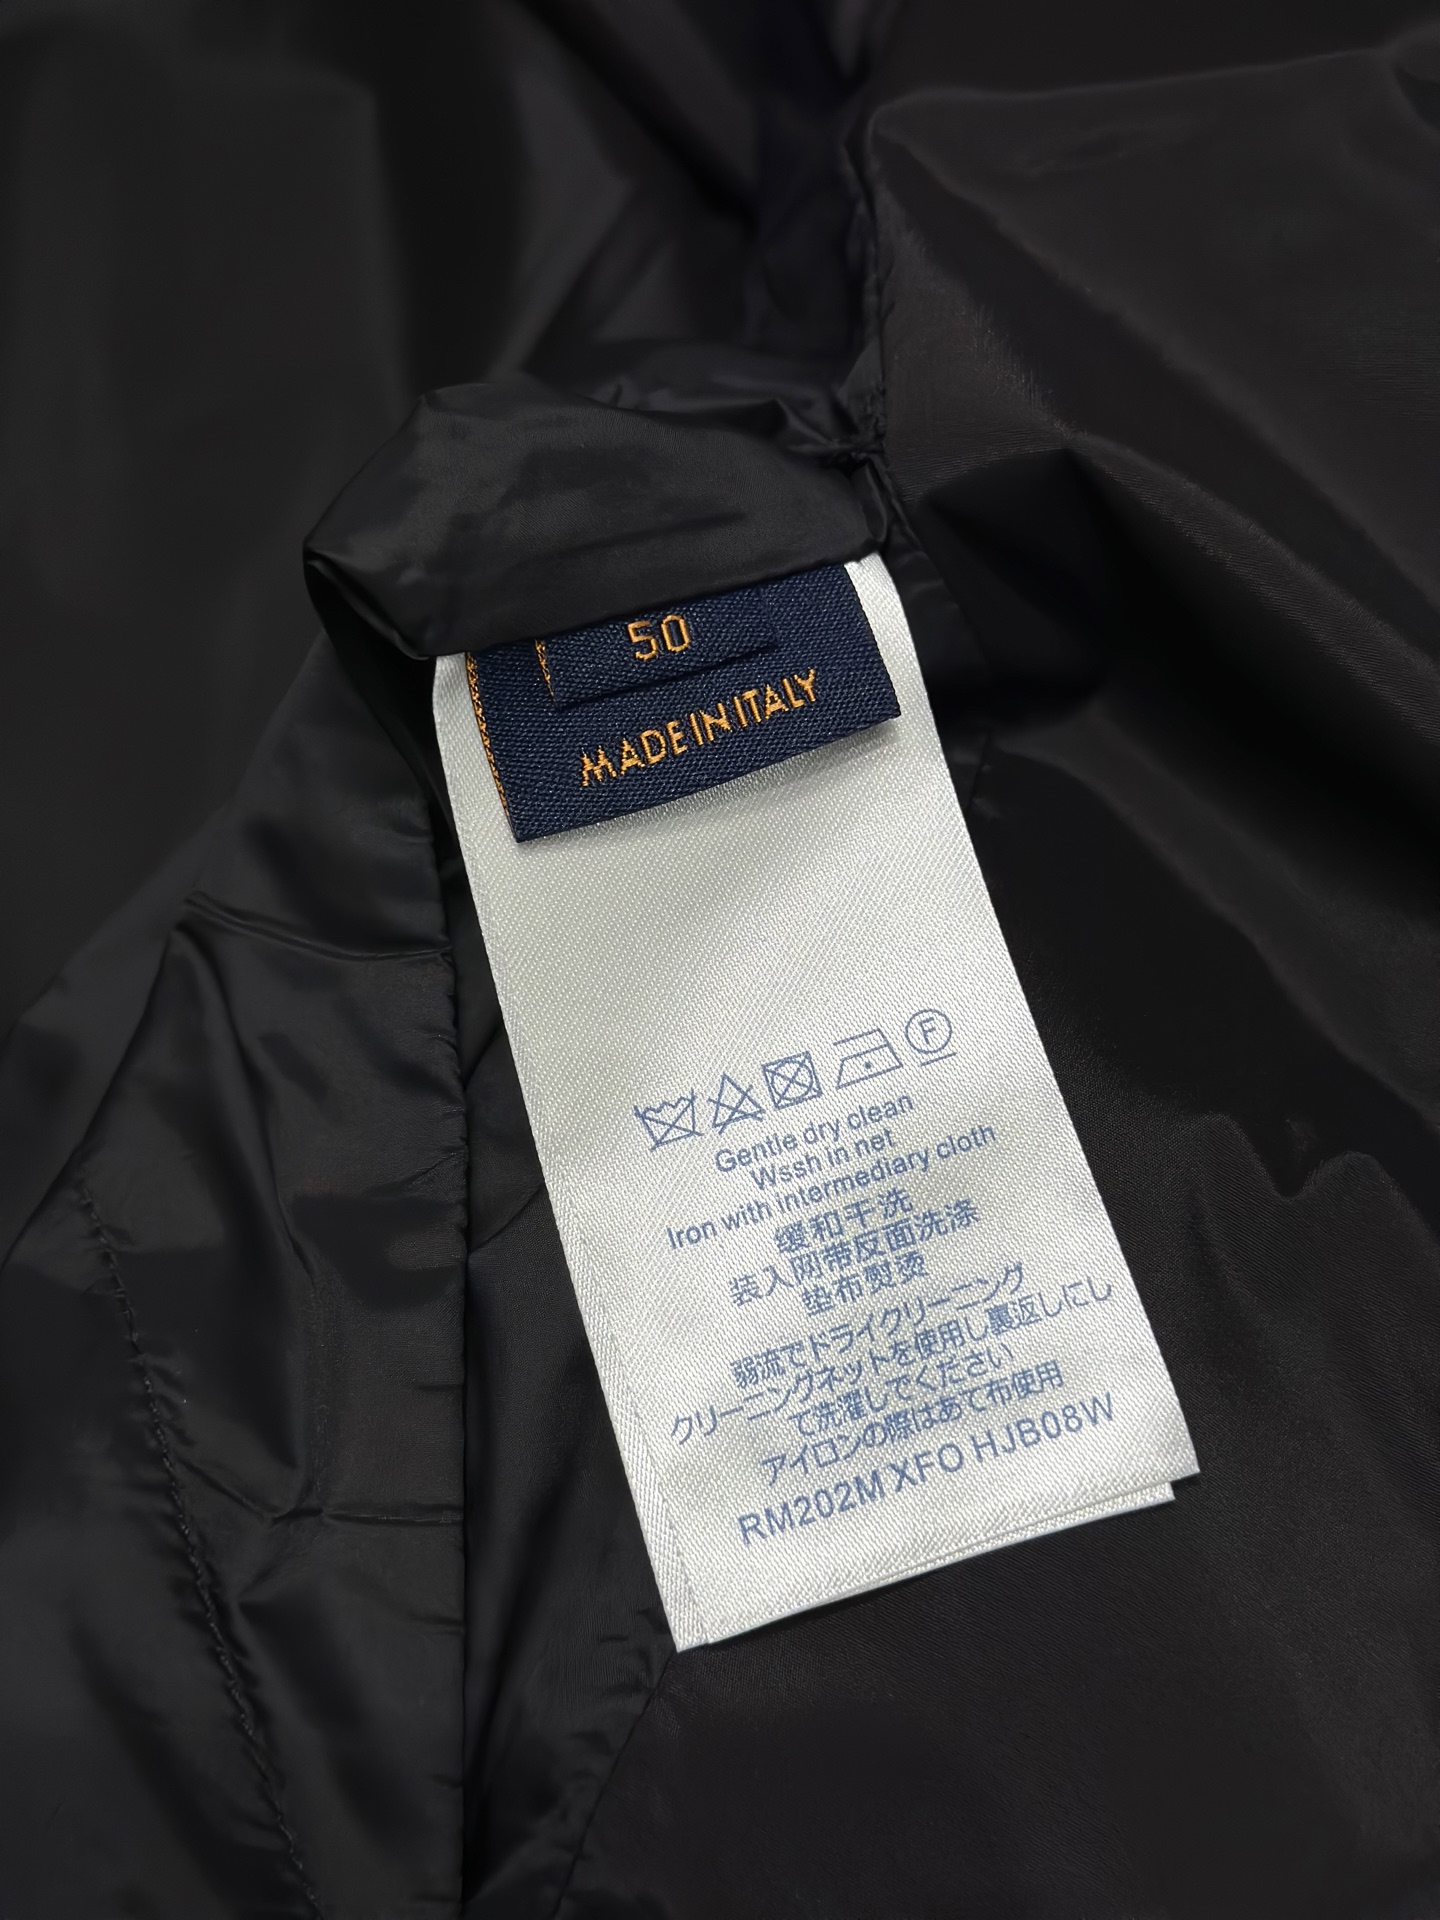 50
MADE IN ITALY
F
Gentle dry clean
Wssh in net
Iron with intermediary cloth
缓和干洗
装入网带反面洗涤
垫布熨烫
弱流でドライクリーニング
クリーニングネットを使用し裏返しにし
て洗濯してください
アイロンの際はあて布使用
RM202M XFO HJB08W